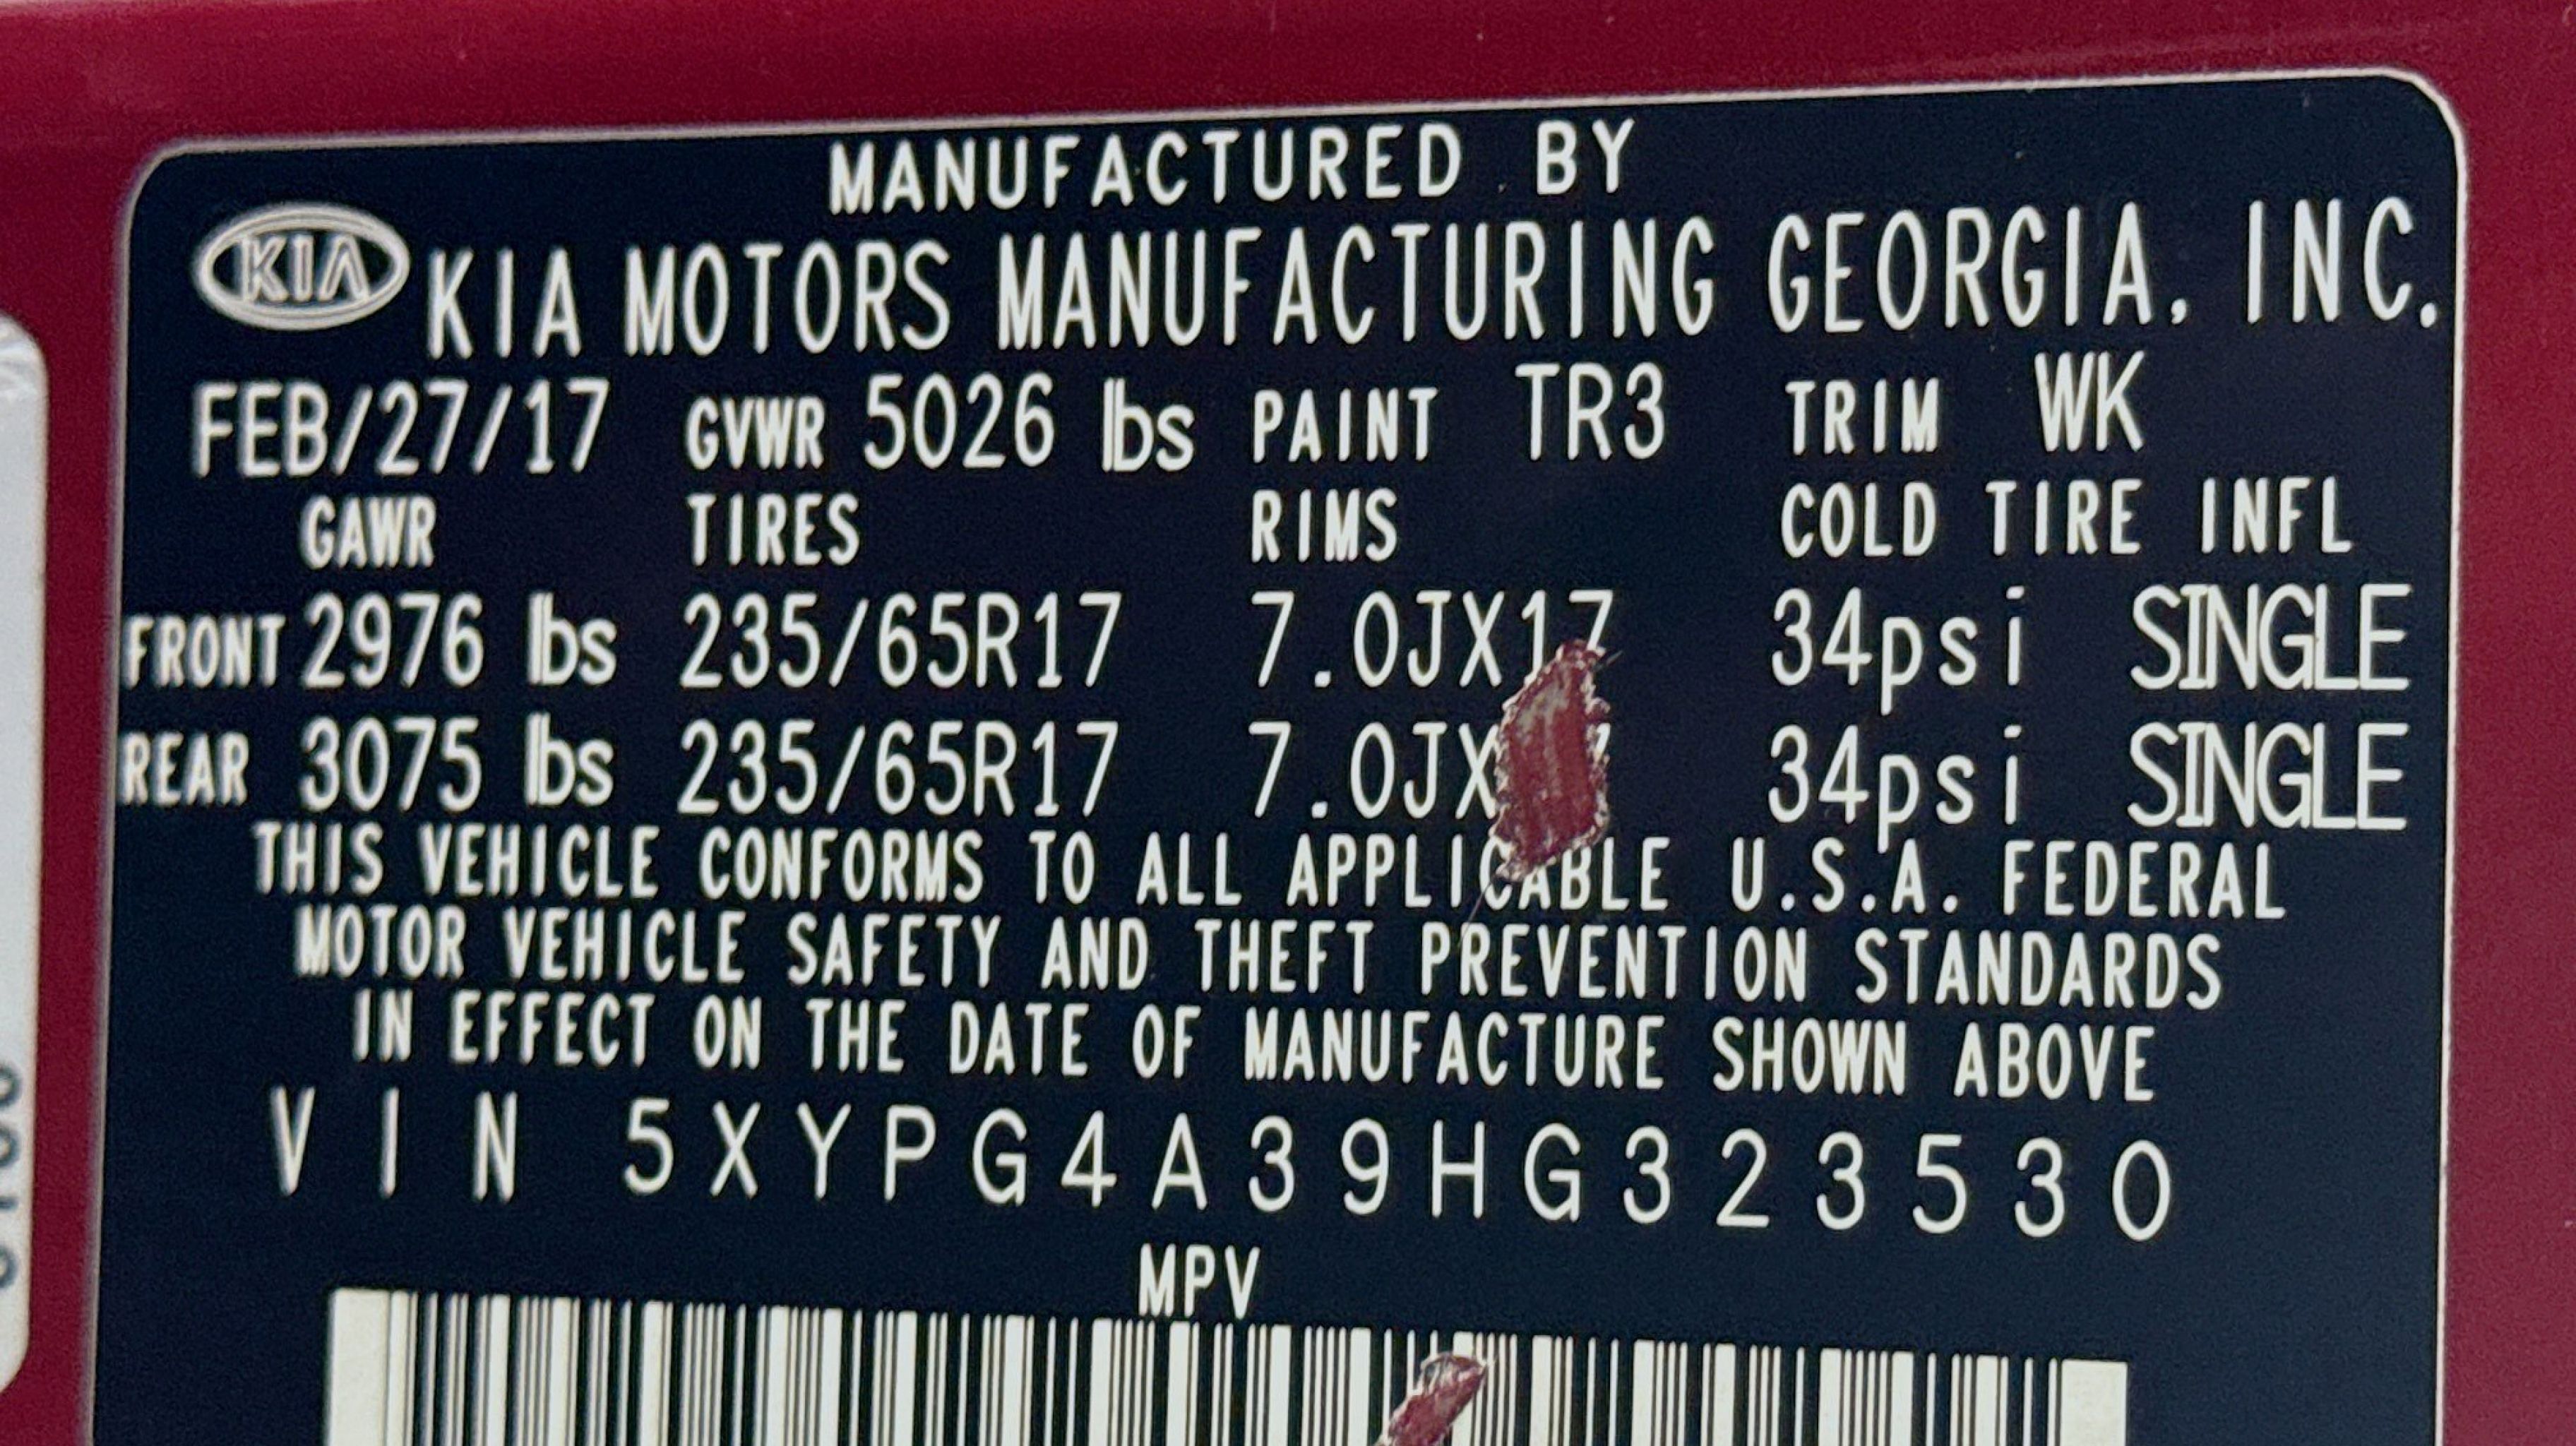 MANUFACTURED BY
KIA KIA MOTORS MANUFACTURING GEORGIA, INC.
FEB/27/17 GVWR 5026 lbs PAINT TR3 TRIM WK
GAWR TIRES RIMS COLD TIRE INFL
FRONT 2976 lbs 235/65R17 7.0JX17 34psi SINGLE
REAR 3075 lbs 235/65R17 34psi SINGLE
THIS VEHICLE CONFORMS TO ALL APPLICABLE U.S.A. FEDERAL
MOTOR VEHICLE SAFETY AND THEFT PREVENTION STANDARDS
IN EFFECT ON THE DATE OF MANUFACTURE SHOWN ABOVE
VIN 5XYPG4A39HG323530
MPV